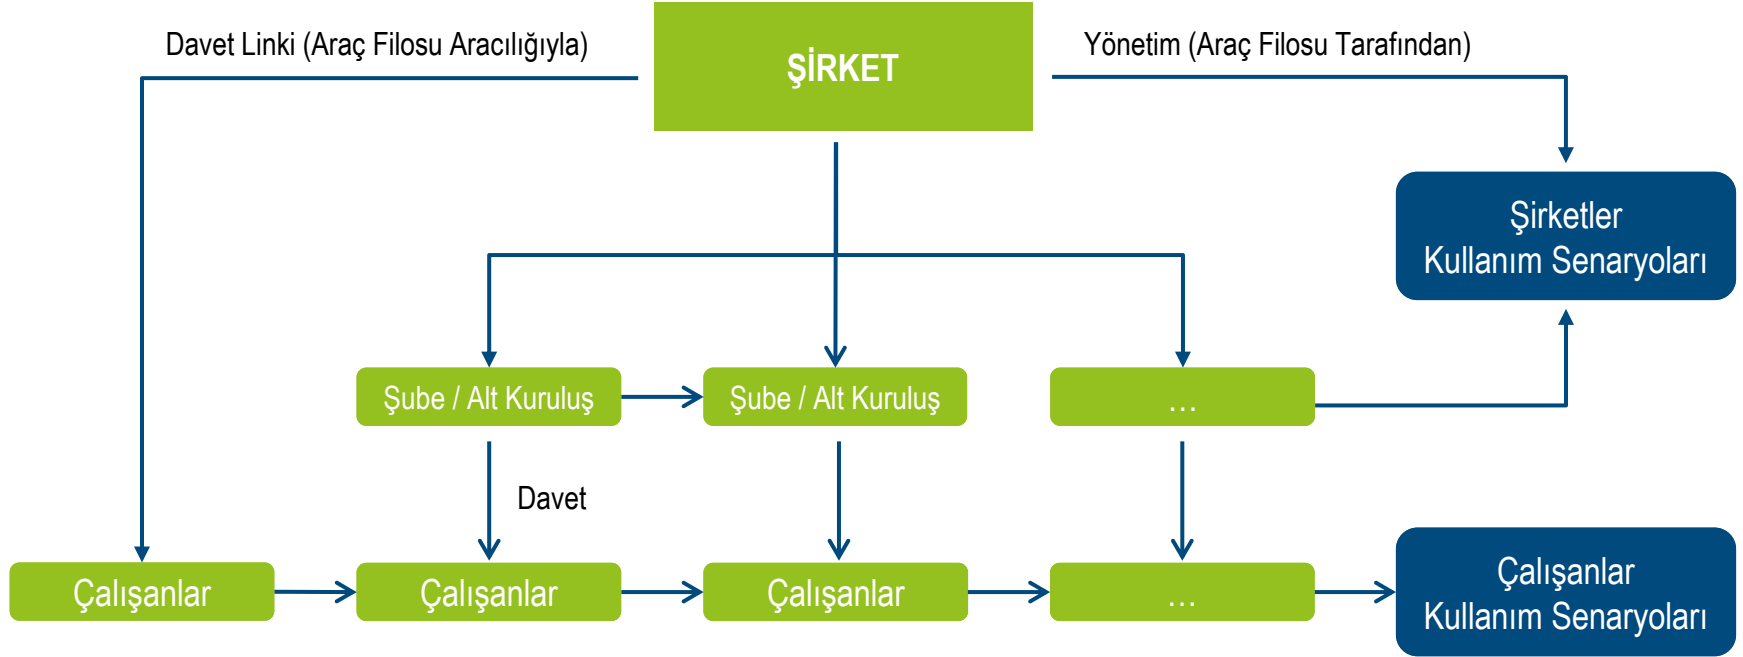 Davet Linki (Araç Filosu Aracılığıyla)
ŞİRKET
Yönetim (Araç Filosu Tarafından)
Şirketler
Kullanım Senaryoları
Şube / Alt Kuruluş
Şube / Alt Kuruluş
…
Davet
Çalışanlar
Çalışanlar
Çalışanlar
…
Çalışanlar
Kullanım Senaryoları